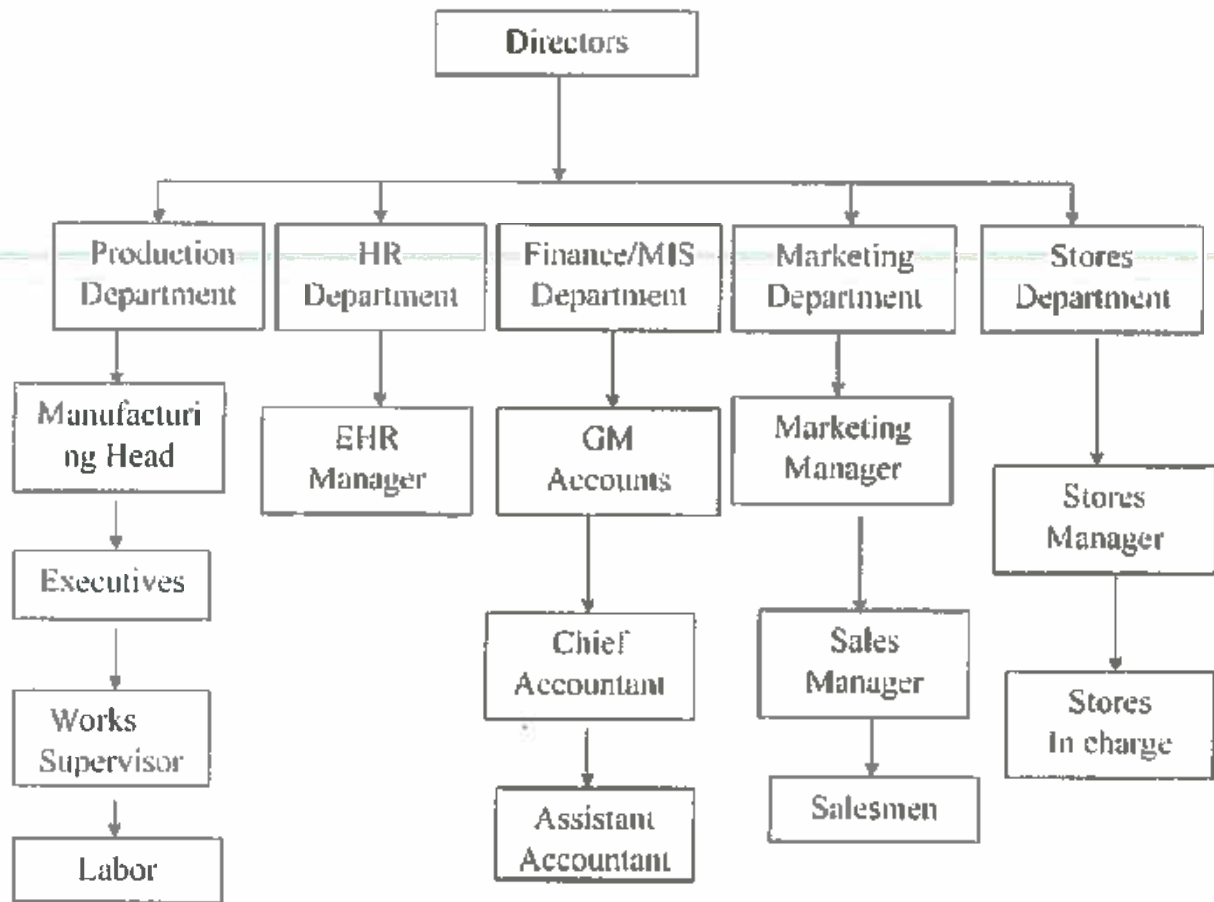 Directors
Production
Department
HR
Department
Finance/MIS
Department
Marketing
Department
Stores
Department
Manufacturi
ng Head
EHR
Manager
GM
Accounts
Marketing
Manager
Stores
Manager
Executives
Chief
Accountant
Sales
Manager
Stores
In charge
Works
Supervisor
Assistant
Accountant
Salesmen
Labor